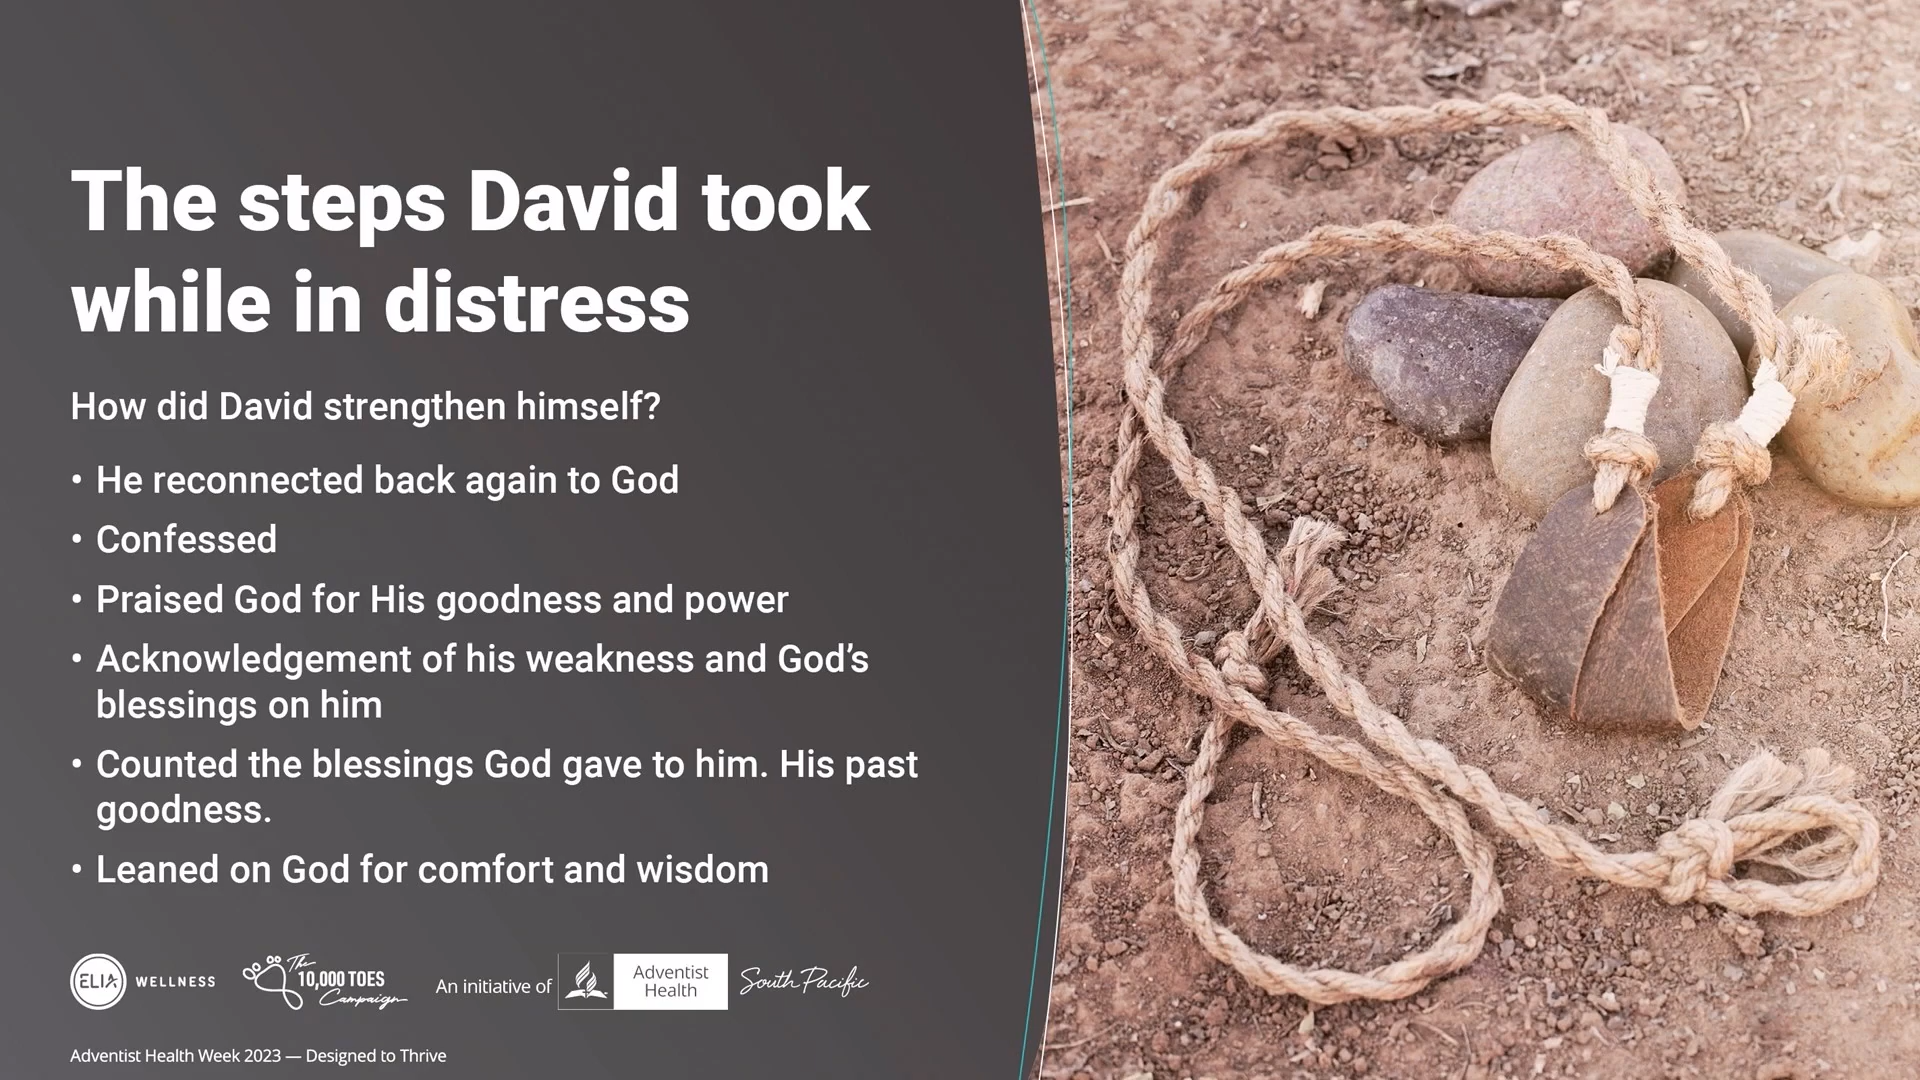 The steps David took
while in distress
How did David strengthen himself?
• He reconnected back again to God
• Confessed
• Praised God for His goodness and power
• Acknowledgement of his weakness and God’s
blessings on him
• Counted the blessings God gave to him. His past
goodness.
• Leaned on God for comfort and wisdom
ELIA WELLNESS
The
10,000 TOES
Campaign
An initiative of
Adventist
Health
South Pacific
Adventist Health Week 2023 — Designed to Thrive